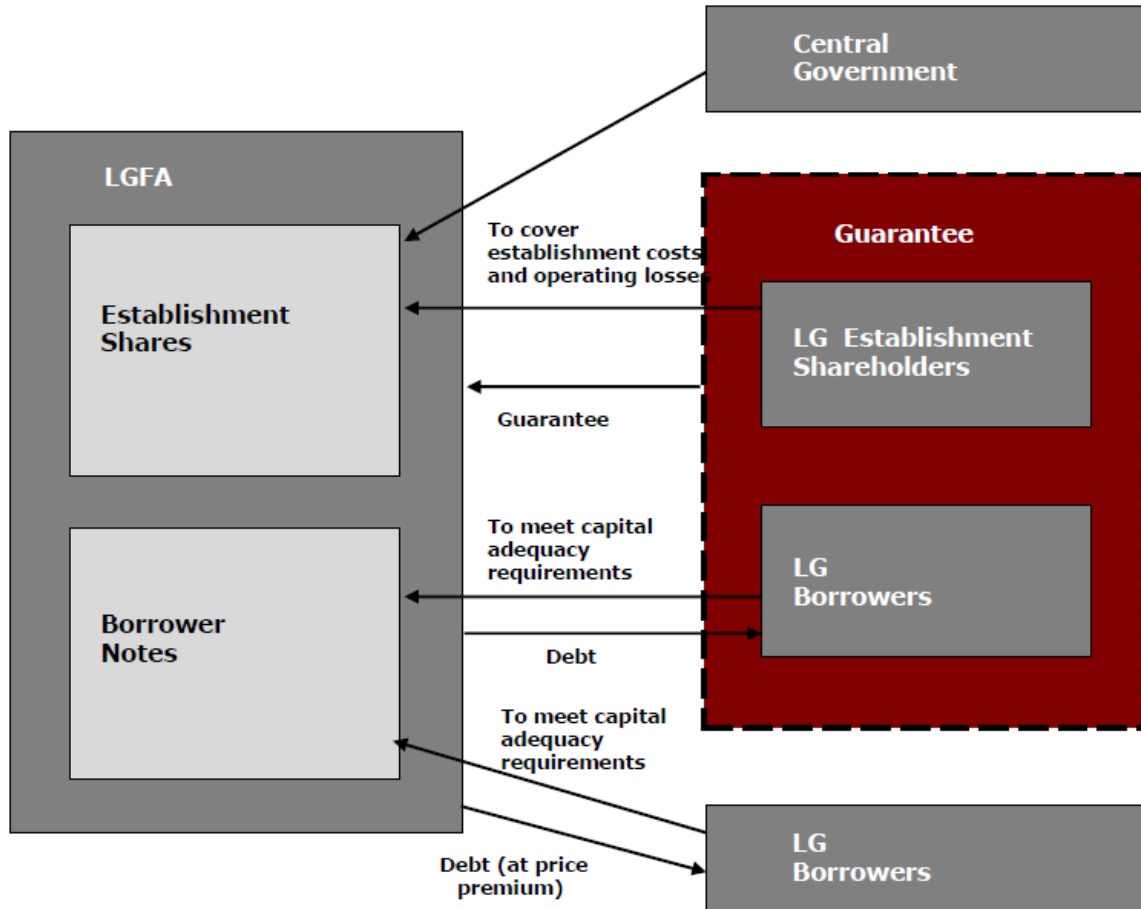 Central
Government
LGFA
To cover
establishment costs
and operating losses
Guarantee
Establishment
Shares
LG Establishment
Shareholders
Guarantee
To meet capital
adequacy
requirements
LG
Borrowers
Borrower
Notes
Debt
To meet capital
adequacy
requirements
LG
Borrowers
Debt (at price
premium)